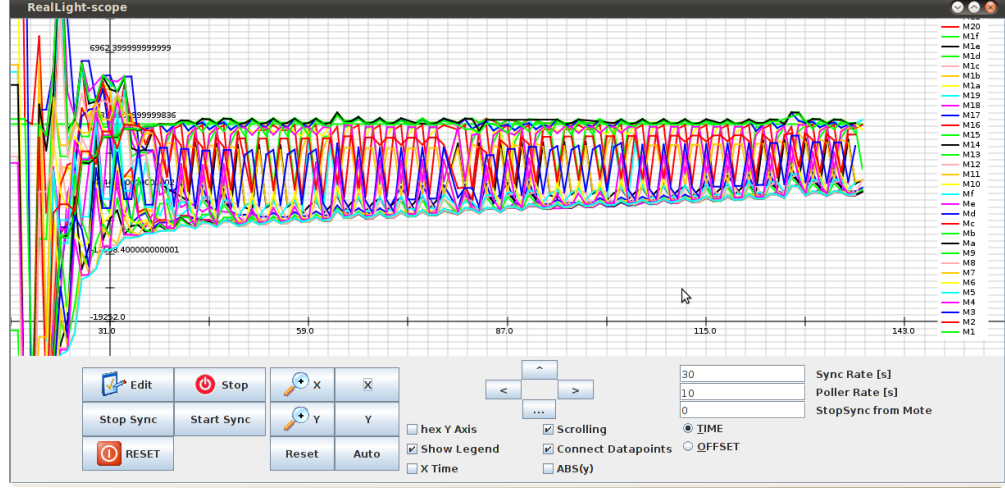 RealLight-scope
6962.399999999999
M20
M1f
M1e
M1d
M1c
M1b
M1a
M19
M18
M17
M16
M15
M14
M13
M12
M11
M10
Mf
Me
Md
Mc
Mb
Ma
M9
M8
M7
M6
M5
M4
M3
M2
M1
-19252.0
31.0 59.0 87.0 115.0 143.0
Edit Stop X X
Stop Sync Start Sync Y Y
RESET Reset Auto
^
< >
...
hex Y Axis Scrolling
Show Legend Connect Datapoints
X Time ABS(y)
30 Sync Rate [s]
10 Poller Rate [s]
0 StopSync from Mote
TIME
OFFSET